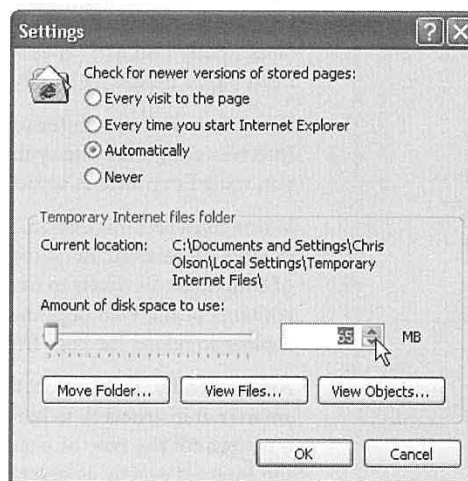 Settings
Check for newer versions of stored pages:
Every visit to the page
Every time you start Internet Explorer
Automatically
Never
Temporary Internet files folder
Current location: C:\Documents and Settings\Chris
Olson\Local Settings\Temporary
Internet Files\
Amount of disk space to use:
65 MB
Move Folder... View Files... View Objects...
OK Cancel